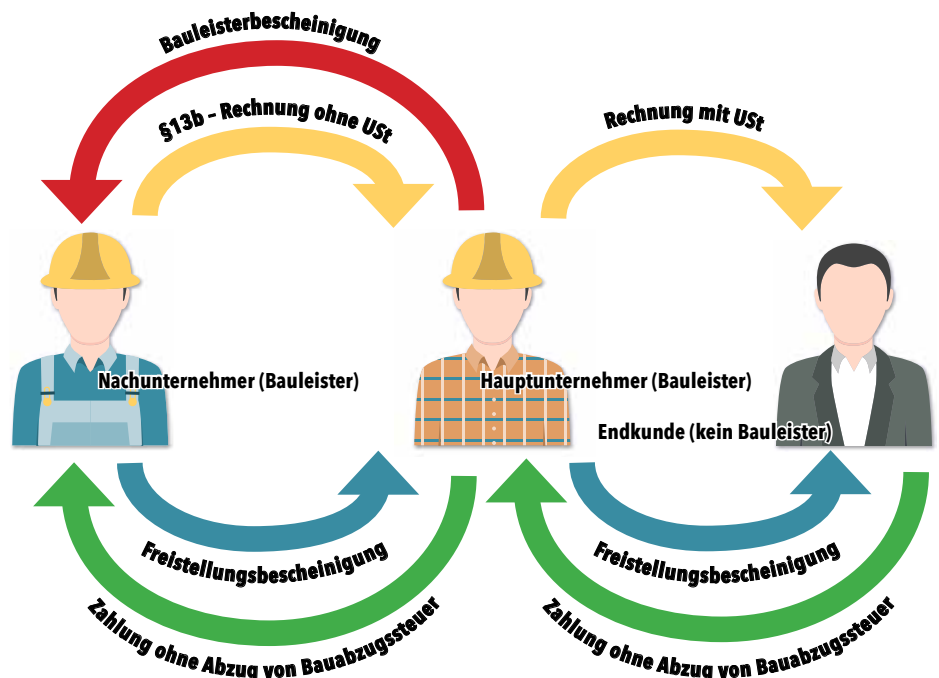 Bauleisterbescheinigung
§13b – Rechnung ohne USt
Rechnung mit USt
Nachunternehmer (Bauleister)
Hauptunternehmer (Bauleister)
Endkunde (kein Bauleister)
Freistellungsbescheinigung
Freistellungsbescheinigung
Zahlung ohne Abzug von Bauabzugssteuer
Zahlung ohne Abzug von Bauabzugssteuer